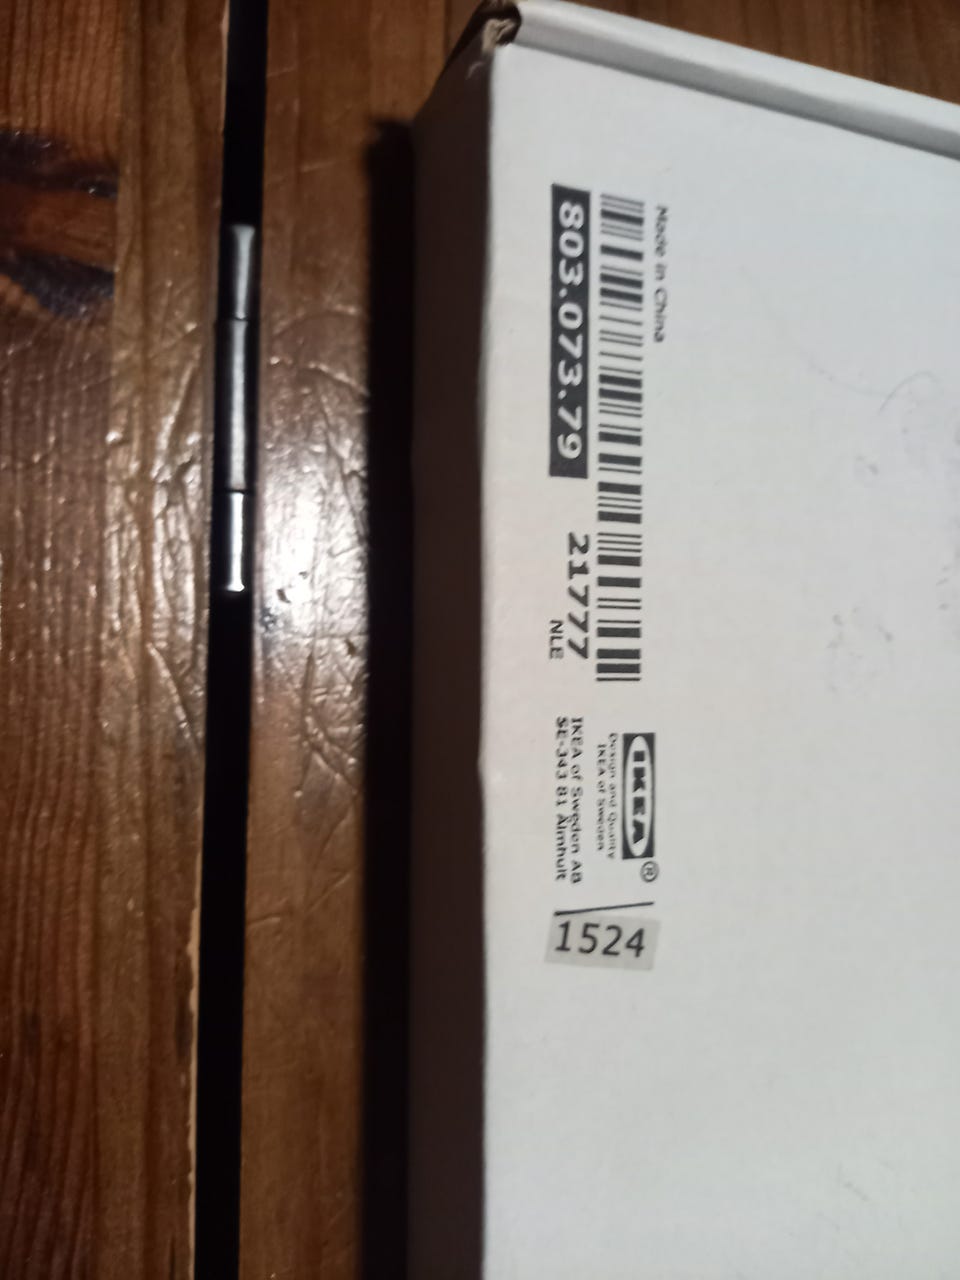 Made in China
803.073.79
21777
NLE
IKEA®
Design and Quality
IKEA of Sweden
IKEA of Sweden AB
SE-343 81 Älmhult
1524